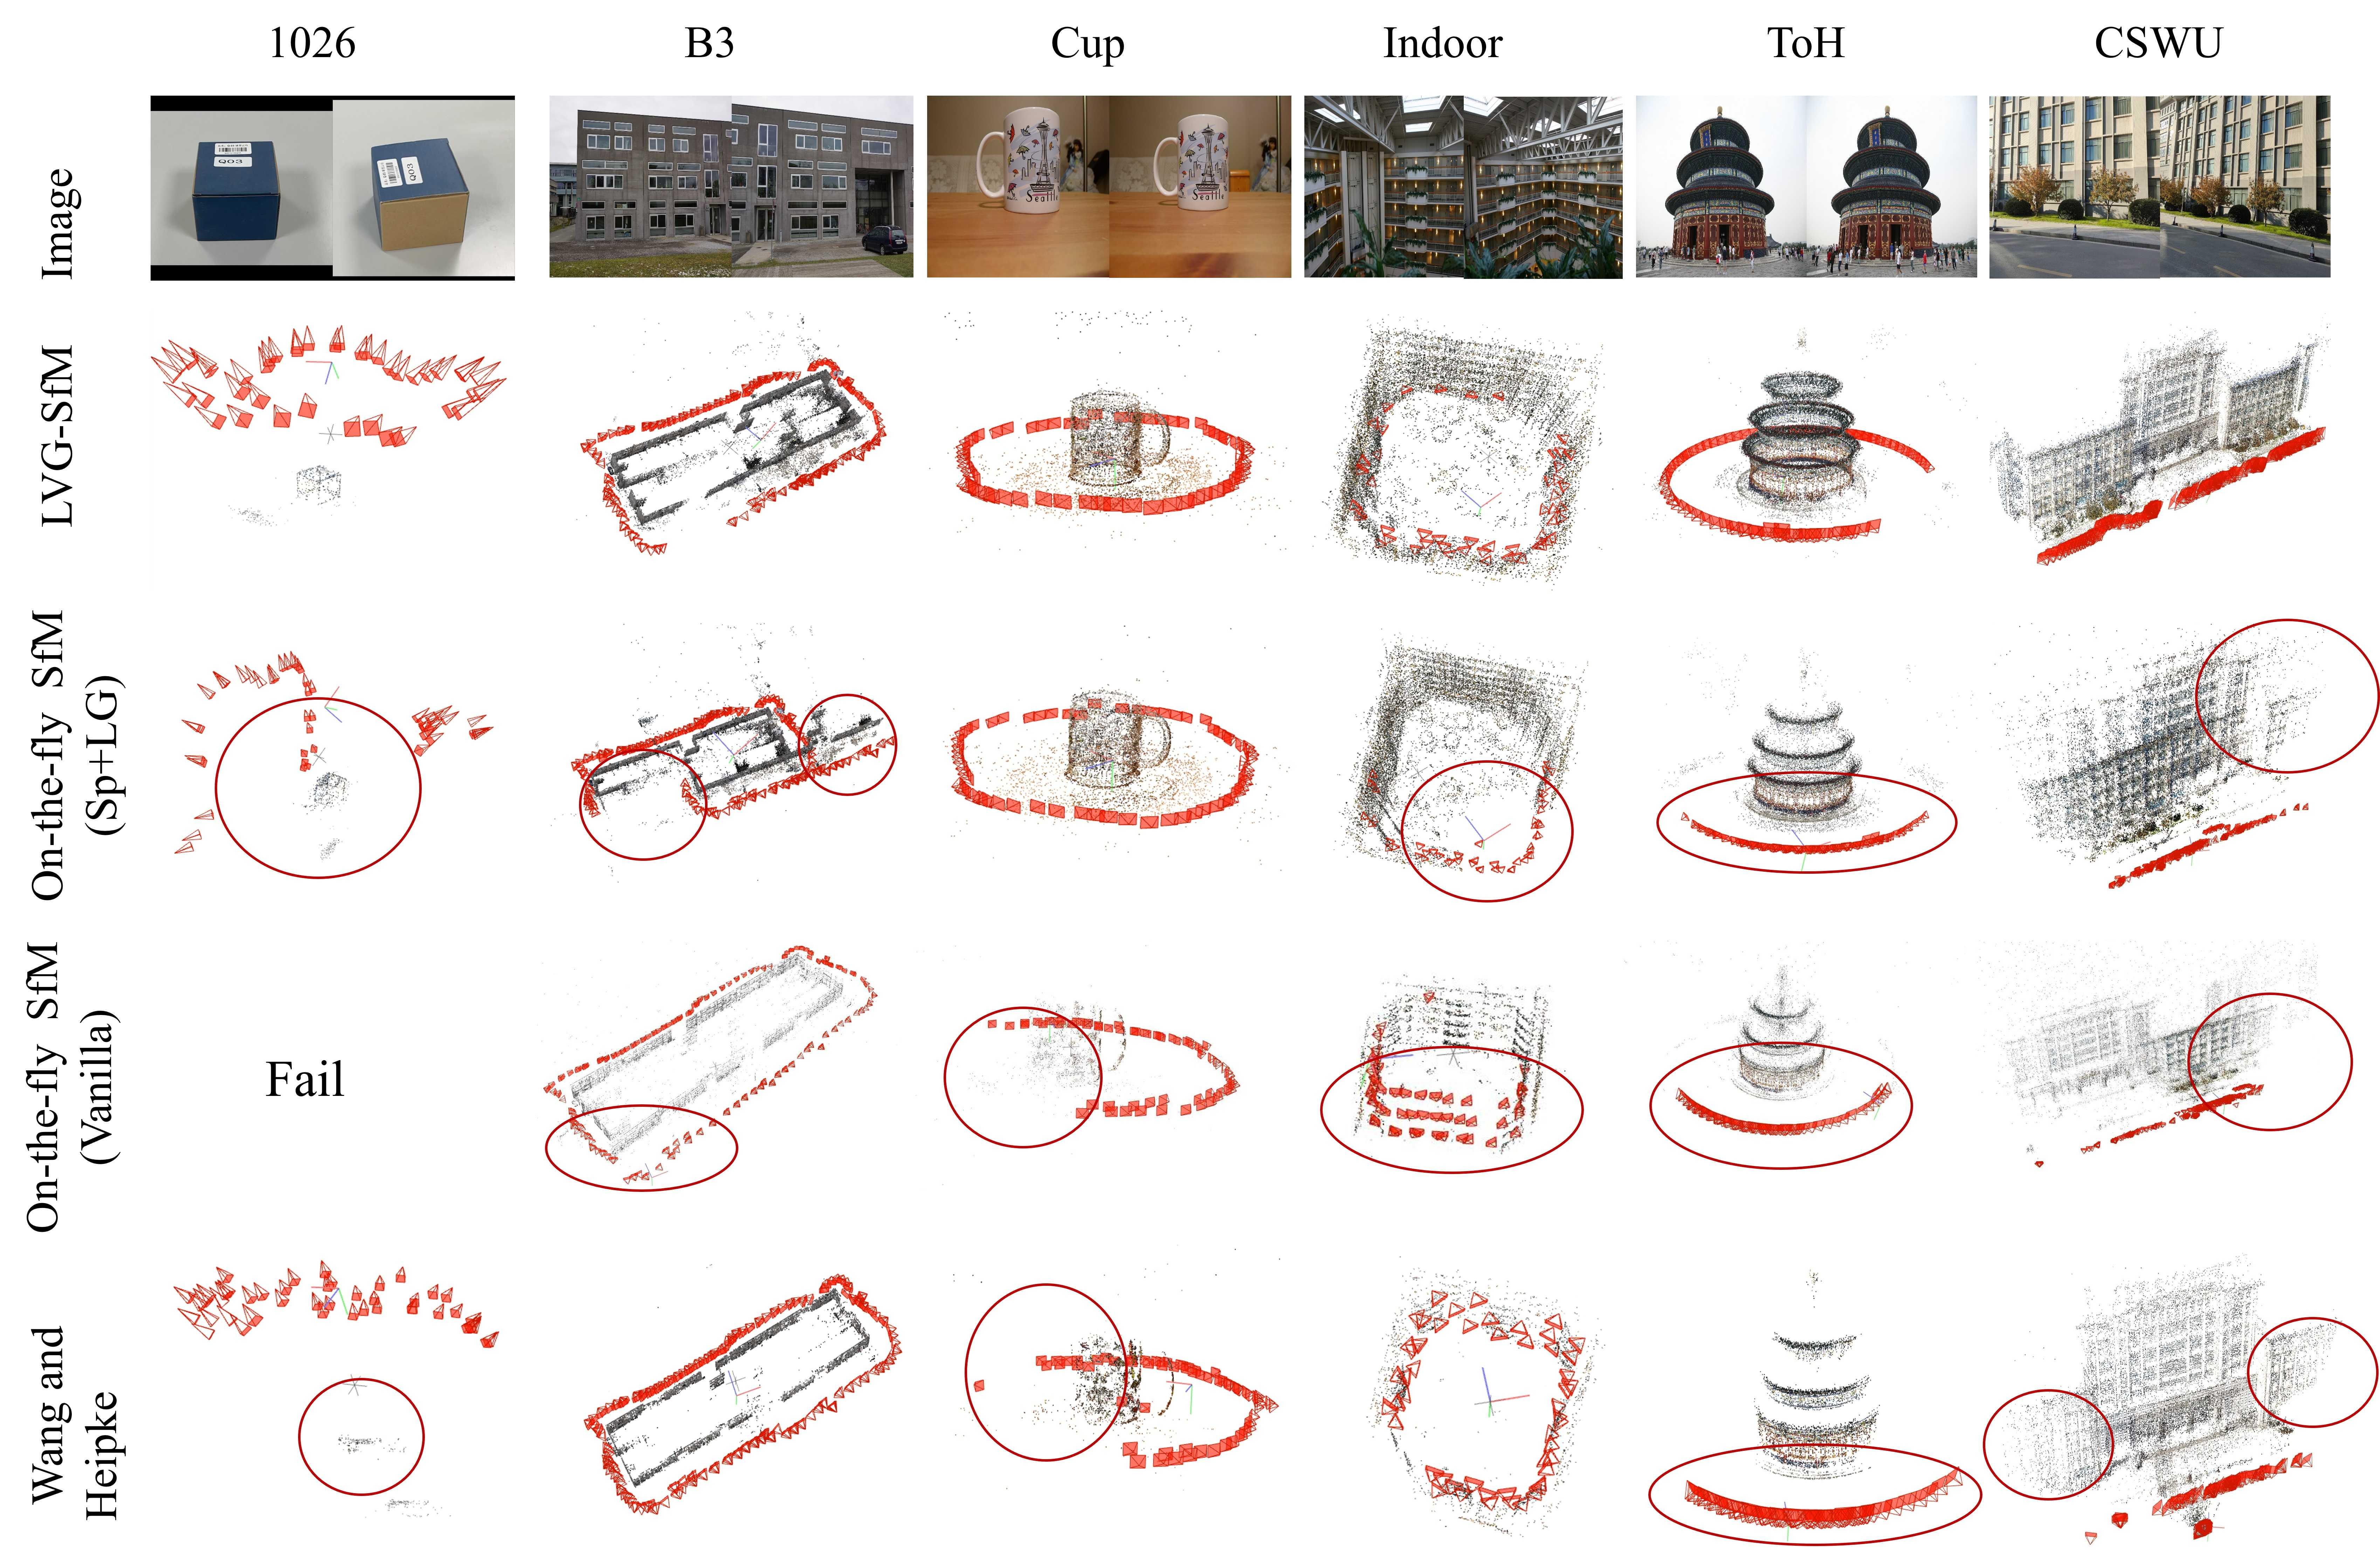 1026 B3 Cup Indoor ToH CSWU
Image
Q03
Q03
Seattle
Seattle
LVG-SfM
On-the-fly SfM
(Sp+LG)
On-the-fly SfM
(Vanilla)
Fail
Wang and
Heipke